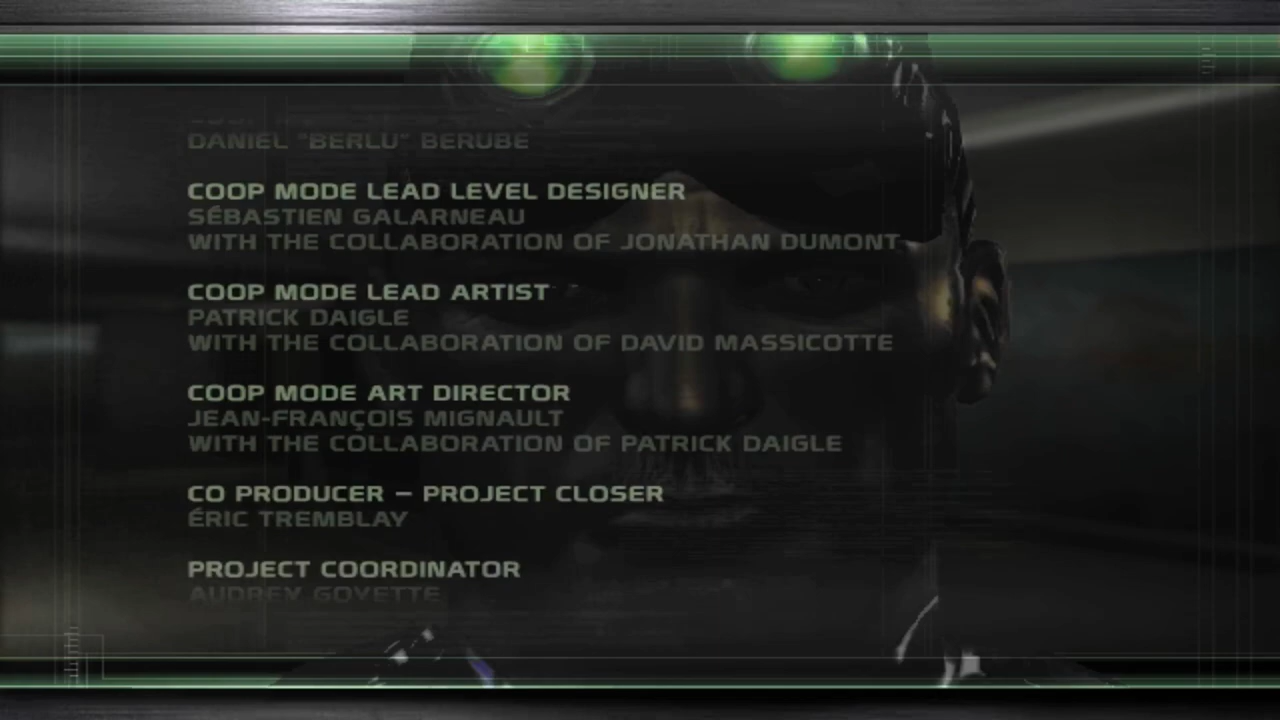 DANIEL "BERLU" BERUBE
COOP MODE LEAD LEVEL DESIGNER
SÉBASTIEN GALARNEAU
WITH THE COLLABORATION OF JONATHAN DUMONT
COOP MODE LEAD ARTIST
PATRICK DAIGLE
WITH THE COLLABORATION OF DAVID MASSICOTTE
COOP MODE ART DIRECTOR
JEAN-FRANÇOIS MIGNAULT
WITH THE COLLABORATION OF PATRICK DAIGLE
CO PRODUCER – PROJECT CLOSER
ÉRIC TREMBLAY
PROJECT COORDINATOR
AUDREY GOYETTE